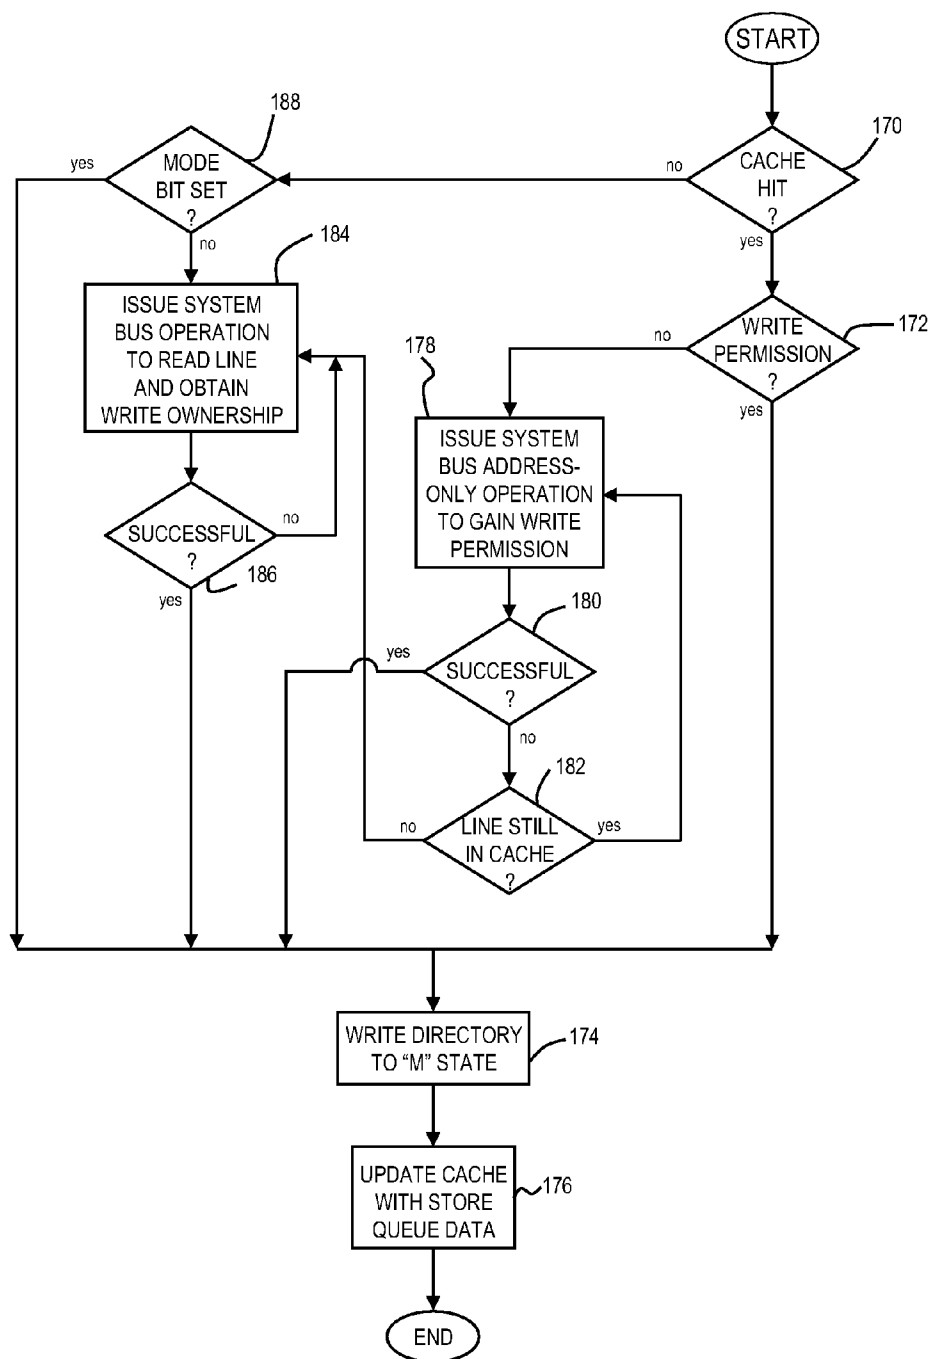 START
188
170
yes
MODE
BIT SET
?
no
CACHE
HIT
?
no
yes
184
ISSUE SYSTEM
BUS OPERATION
TO READ LINE
AND OBTAIN
WRITE OWNERSHIP
172
no
WRITE
PERMISSION
?
yes
178
ISSUE SYSTEM
BUS ADDRESS-
ONLY OPERATION
TO GAIN WRITE
PERMISSION
SUCCESSFUL
?
no
186
yes
180
yes
SUCCESSFUL
?
no
182
no
LINE STILL
IN CACHE
?
yes
WRITE DIRECTORY
TO “M” STATE
174
UPDATE CACHE
WITH STORE
QUEUE DATA
176
END